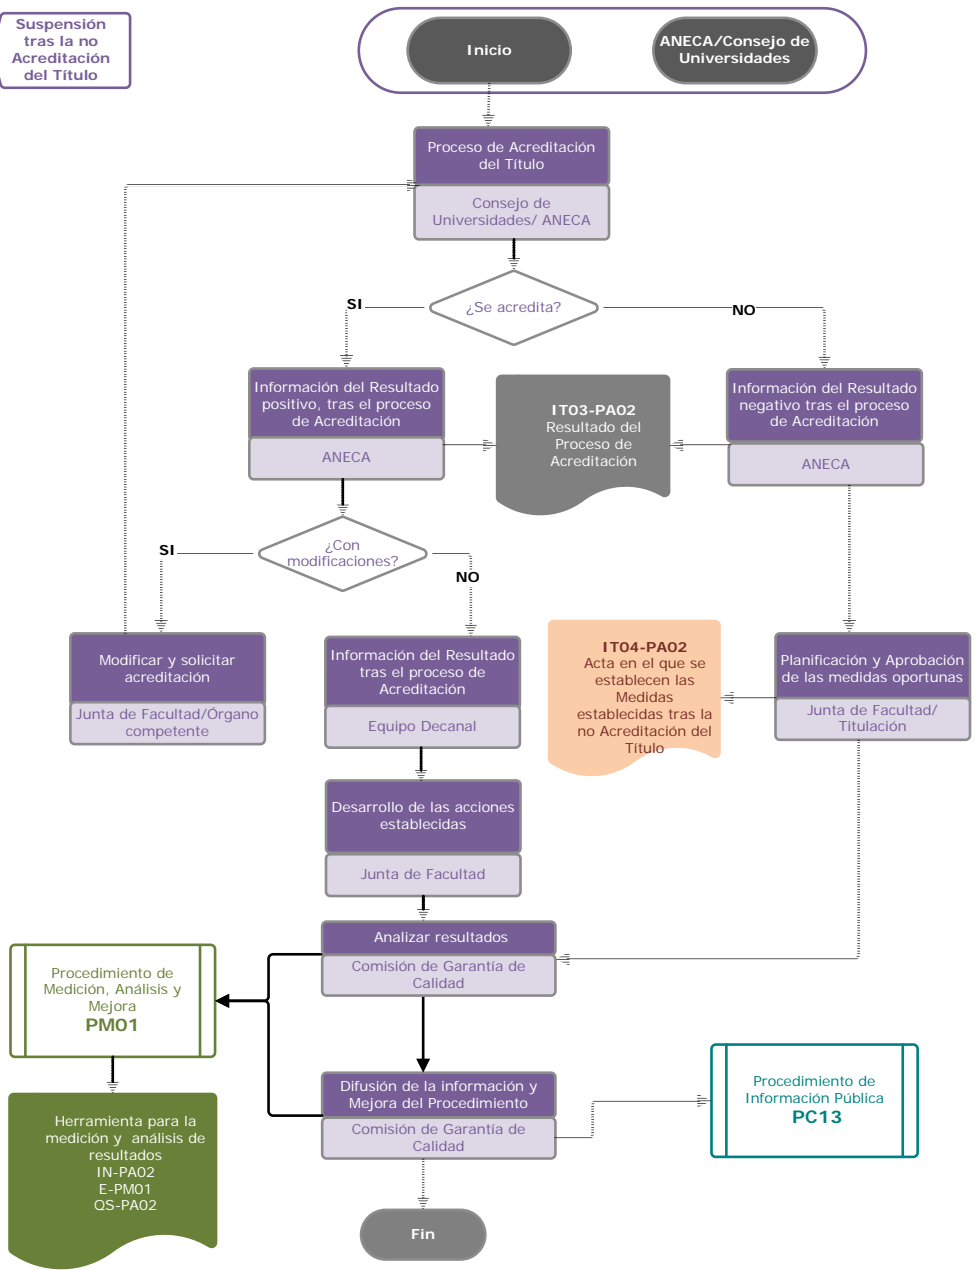 Suspensión
tras la no
Acreditación
del Título
Inicio
ANECA/Consejo de
Universidades
Proceso de Acreditación
del Título
Consejo de
Universidades/ ANECA
¿Se acredita?
SI
NO
Información del Resultado
positivo, tras el proceso
de Acreditación
ANECA
IT03-PA02
Resultado del
Proceso de
Acreditación
Información del Resultado
negativo tras el proceso
de Acreditación
ANECA
¿Con
modificaciones?
SI
NO
Modificar y solicitar
acreditación
Junta de Facultad/Órgano
competente
Información del Resultado
tras el proceso de
Acreditación
Equipo Decanal
IT04-PA02
Acta en el que se
establecen las
Medidas
establecidas tras la
no Acreditación del
Título
Planificación y Aprobación
de las medidas oportunas
Junta de Facultad/
Titulación
Desarrollo de las acciones
establecidas
Junta de Facultad
Analizar resultados
Comisión de Garantía de
Calidad
Procedimiento de
Medición, Análisis y
Mejora
PM01
Difusión de la información y
Mejora del Procedimiento
Comisión de Garantía de
Calidad
Procedimiento de
Información Pública
PC13
Herramienta para la
medición y análisis de
resultados
IN-PA02
E-PM01
QS-PA02
Fin